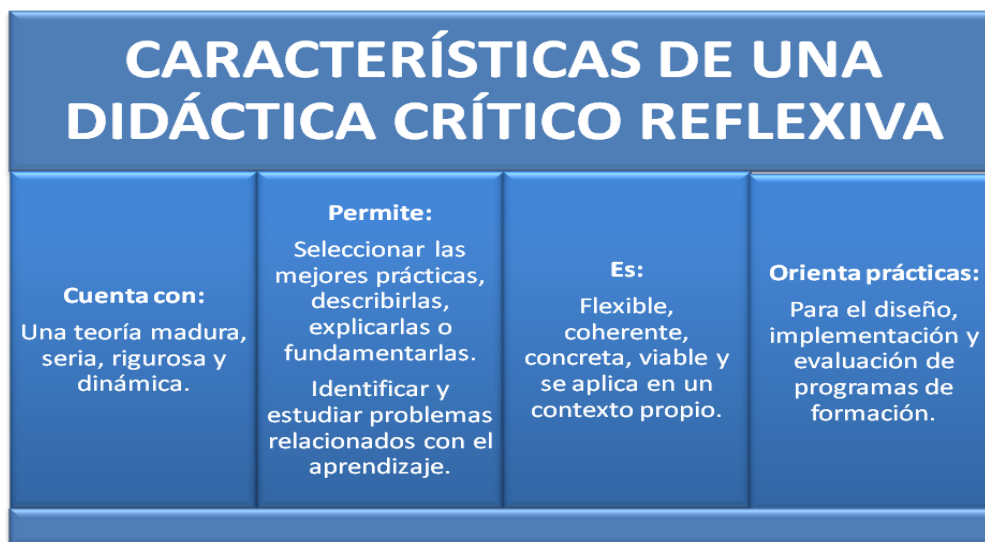 CARACTERÍSTICAS DE UNA
DIDÁCTICA CRÍTICO REFLEXIVA
Cuenta con:
Una teoría madura,
seria, rigurosa y
dinámica.
Permite:
Seleccionar las
mejores prácticas,
describirlas,
explicarlas o
fundamentarlas.
Identificar y
estudiar problemas
relacionados con el
aprendizaje.
Es:
Flexible,
coherente,
concreta, viable y
se aplica en un
contexto propio.
Orienta prácticas:
Para el diseño,
implementación y
evaluación de
programas de
formación.